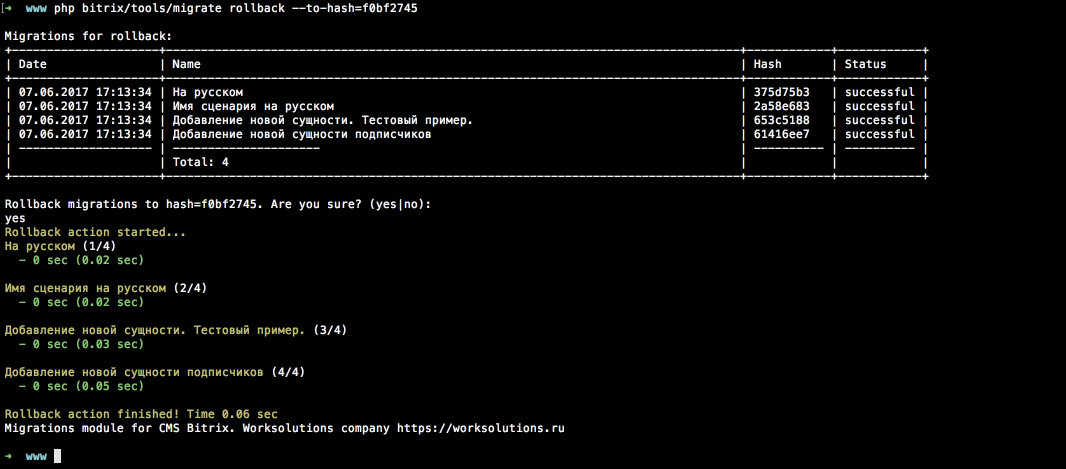 ➜ www php bitrix/tools/migrate rollback --to-hash=f0bf2745
Migrations for rollback:
+---------------------+--------------------------------------------------------------------------------+------------+------------+
| Date | Name | Hash | Status |
+---------------------+--------------------------------------------------------------------------------+------------+------------+
| 07.06.2017 17:13:34 | На русском | 375d75b3 | successful |
| 07.06.2017 17:13:34 | Имя сценария на русском | 2a58e683 | successful |
| 07.06.2017 17:13:34 | Добавление новой сущности. Тестовый пример. | 653c5188 | successful |
| 07.06.2017 17:13:34 | Добавление новой сущности подписчиков | 61416ee7 | successful |
| ------------------- | --------------------- | ---------- | ---------- |
| | Total: 4 | | |
+---------------------+--------------------------------------------------------------------------------+------------+------------+
Rollback migrations to hash=f0bf2745. Are you sure? (yes|no):
yes
Rollback action started...
На русском (1/4)
- 0 sec (0.02 sec)
Имя сценария на русском (2/4)
- 0 sec (0.02 sec)
Добавление новой сущности. Тестовый пример. (3/4)
- 0 sec (0.03 sec)
Добавление новой сущности подписчиков (4/4)
- 0 sec (0.05 sec)
Rollback action finished! Time 0.06 sec
Migrations module for CMS Bitrix. Worksolutions company https://worksolutions.ru
➜ www